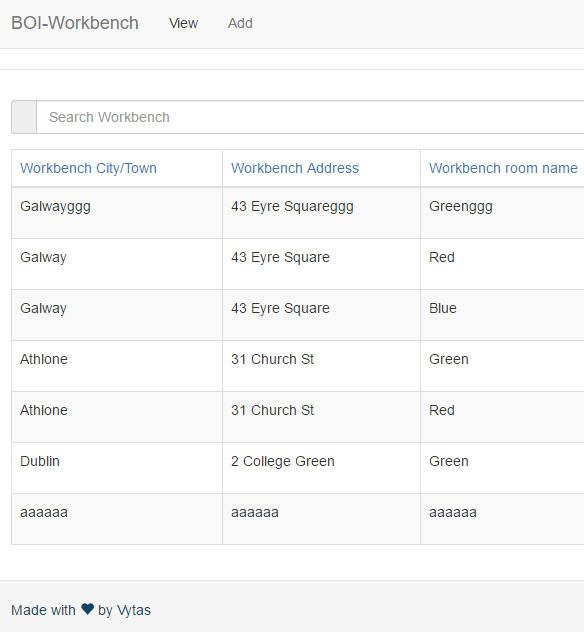 BOI-Workbench View Add
Search Workbench
Workbench City/Town Workbench Address Workbench room name
Galwayggg 43 Eyre Squareggg Greenggg
Galway 43 Eyre Square Red
Galway 43 Eyre Square Blue
Athlone 31 Church St Green
Athlone 31 Church St Red
Dublin 2 College Green Green
aaaaaa aaaaaa aaaaaa
Made with ♥ by Vytas